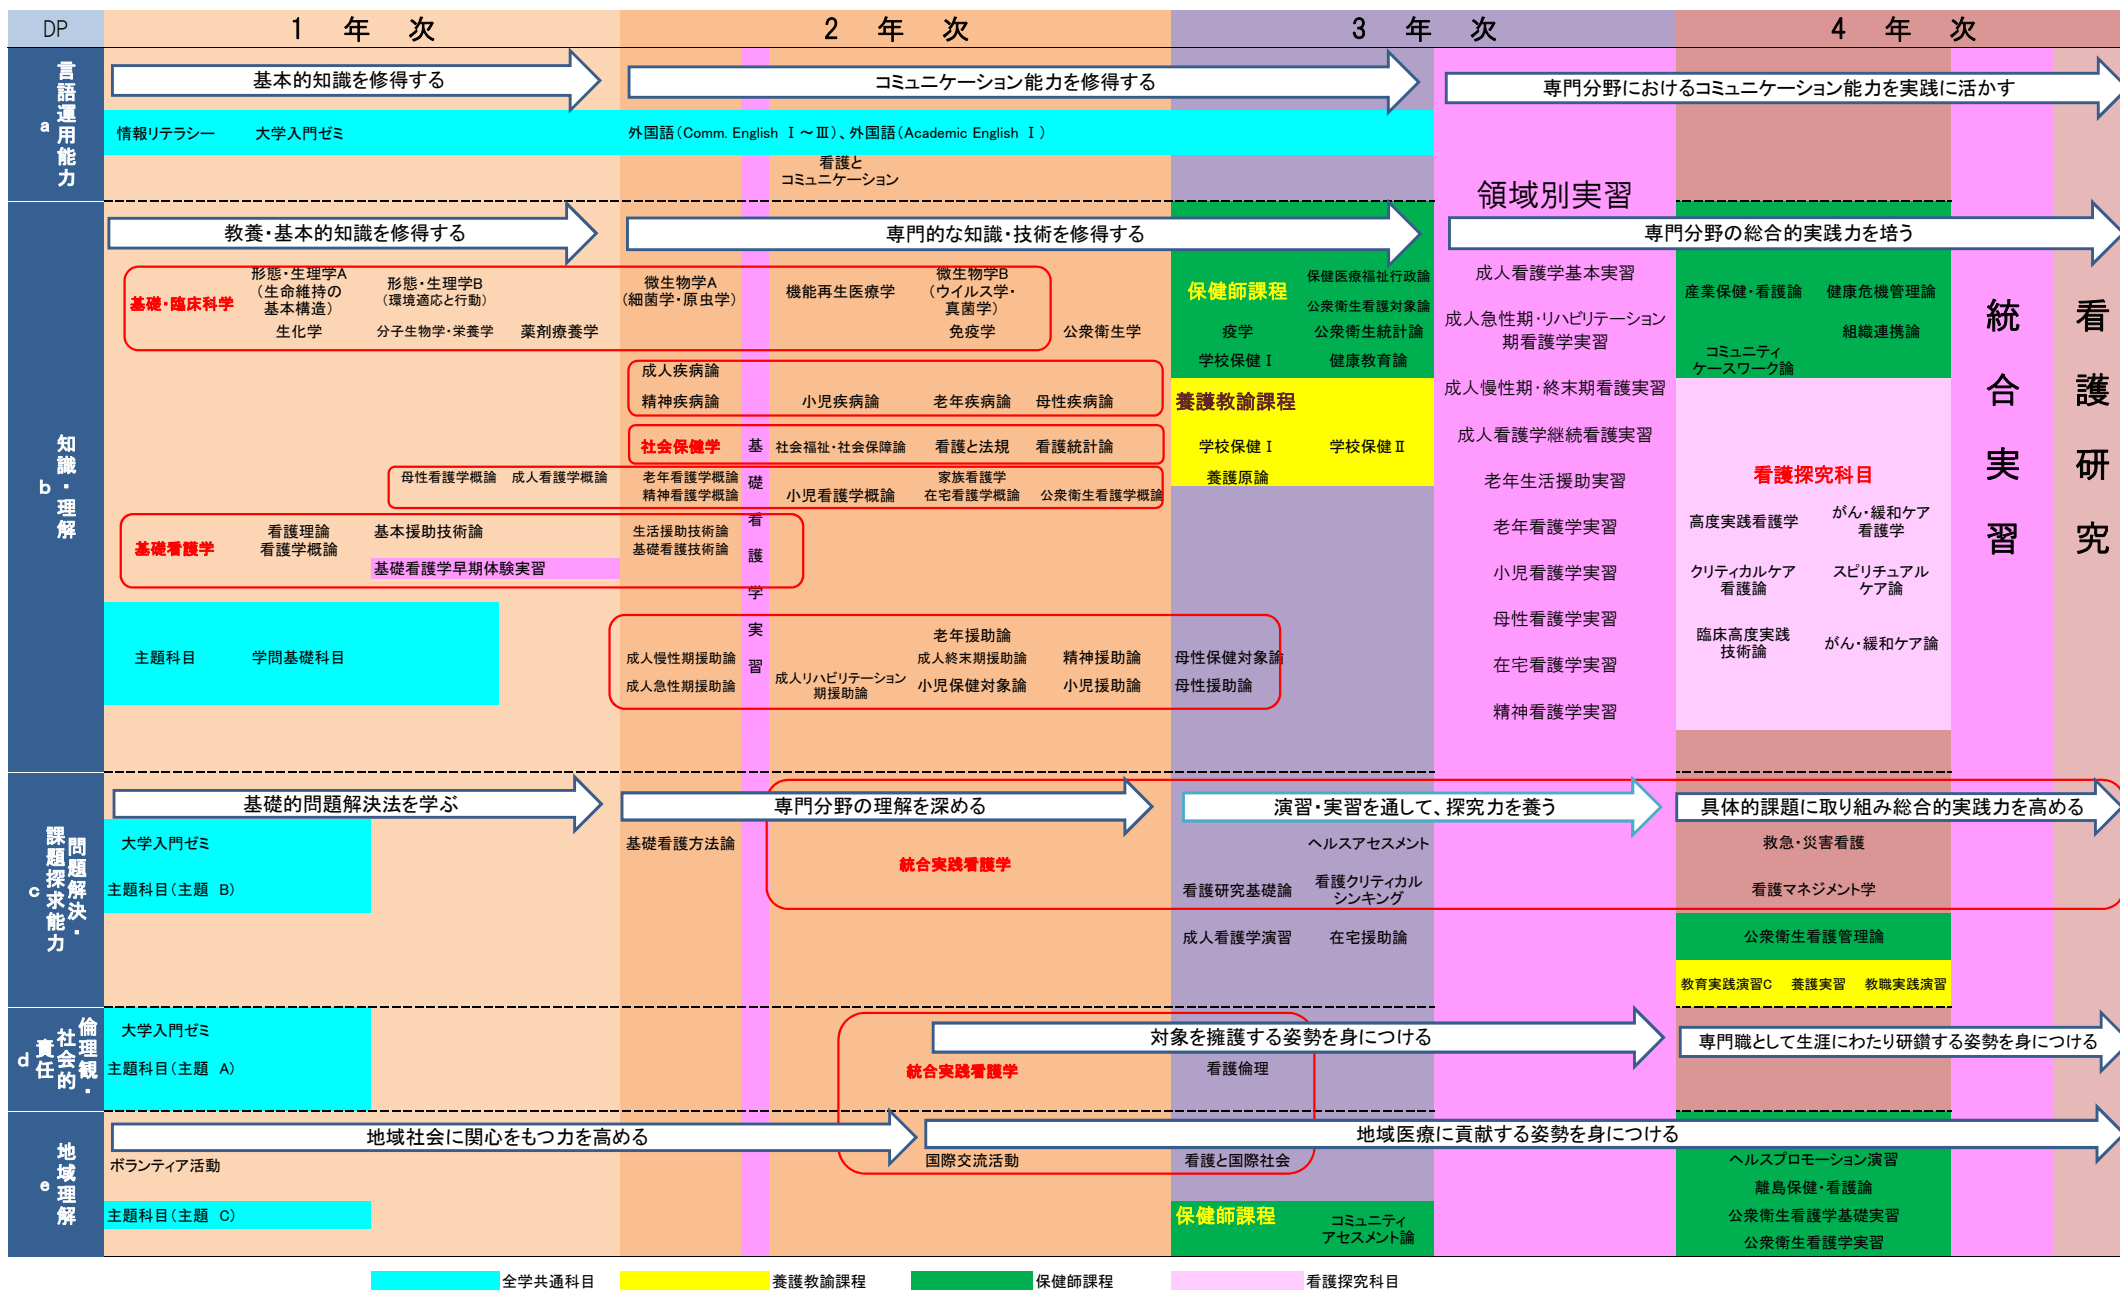 DP
1 年 次
2 年 次
3 年 次
4 年 次
a
言語運用能力
基本的知識を修得する
コミュニケーション能力を修得する
専門分野におけるコミュニケーション能力を実践に活かす
情報リテラシー
大学入門ゼミ
外国語(Comm. English Ⅰ～Ⅲ)、外国語(Academic English Ⅰ)
看護と
コミュニケーション
領域別実習
b
知識・理解
教養・基本的知識を修得する
専門的な知識・技術を修得する
専門分野の総合的実践力を培う
基礎・臨床科学
形態・生理学A
(生命維持の
基本構造)
形態・生理学B
(環境適応と行動)
生化学
分子生物学・栄養学
薬剤療養学
微生物学A
(細菌学・原虫学)
機能再生医療学
微生物学B
(ウイルス学・
真菌学)
免疫学
公衆衛生学
成人疾病論
精神疾病論
小児疾病論
老年疾病論
母性疾病論
社会保健学
社会福祉・社会保障論
看護と法規
看護統計論
母性看護学概論
成人看護学概論
老年看護学概論
精神看護学概論
小児看護学概論
家族看護学
在宅看護学概論
公衆衛生看護学概論
基礎看護学
看護理論
看護学概論
基本援助技術論
基礎看護学早期体験実習
生活援助技術論
基礎看護技術論
基礎看護学実習
主題科目
学問基礎科目
成人慢性期援助論
成人急性期援助論
成人リハビリテーション
期援助論
老年援助論
成人終末期援助論
小児保健対象論
精神援助論
小児援助論
母性保健対象論
母性援助論
保健師課程
保健医療福祉行政論
公衆衛生看護対象論
疫学
公衆衛生統計論
学校保健Ⅰ
健康教育論
養護教諭課程
学校保健Ⅰ
学校保健Ⅱ
養護原論
成人看護学基本実習
成人急性期・リハビリテーション
期看護学実習
成人慢性期・終末期看護実習
成人看護学継続看護実習
老年生活援助実習
老年看護学実習
小児看護学実習
母性看護学実習
在宅看護学実習
精神看護学実習
産業保健・看護論
健康危機管理論
組織連携論
コミュニティ
ケースワーク論
看護探究科目
高度実践看護学
がん・緩和ケア
看護学
クリティカルケア
看護論
スピリチュアル
ケア論
臨床高度実践
技術論
がん・緩和ケア論
統合実習
看護研究
c
問題解決・
課題探求能力
基礎的問題解決法を学ぶ
専門分野の理解を深める
演習・実習を通して、探究力を養う
具体的課題に取り組み総合的実践力を高める
大学入門ゼミ
主題科目(主題 B)
基礎看護方法論
統合実践看護学
ヘルスアセスメント
看護研究基礎論
看護クリティカル
シンキング
成人看護学演習
在宅援助論
救急・災害看護
看護マネジメント学
公衆衛生看護管理論
教育実践演習C
養護実習
教職実践演習
d
倫理観・
社会的
責任
対象を擁護する姿勢を身につける
専門職として生涯にわたり研鑽する姿勢を身につける
大学入門ゼミ
主題科目(主題 A)
統合実践看護学
看護倫理
e
地域理解
地域社会に関心をもつ力を高める
地域医療に貢献する姿勢を身につける
ボランティア活動
主題科目(主題 C)
国際交流活動
看護と国際社会
保健師課程
コミュニティ
アセスメント論
ヘルスプロモーション演習
離島保健・看護論
公衆衛生看護学基礎実習
公衆衛生看護学実習
全学共通科目
養護教諭課程
保健師課程
看護探究科目